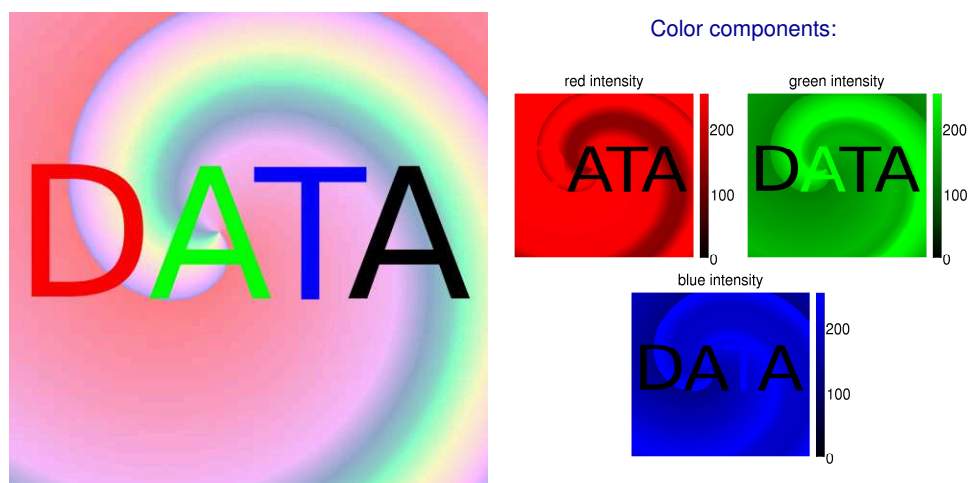 DATA
Color components:
red intensity
200
100
0
ATA
green intensity
200
100
0
DATA
blue intensity
200
100
0
DATA